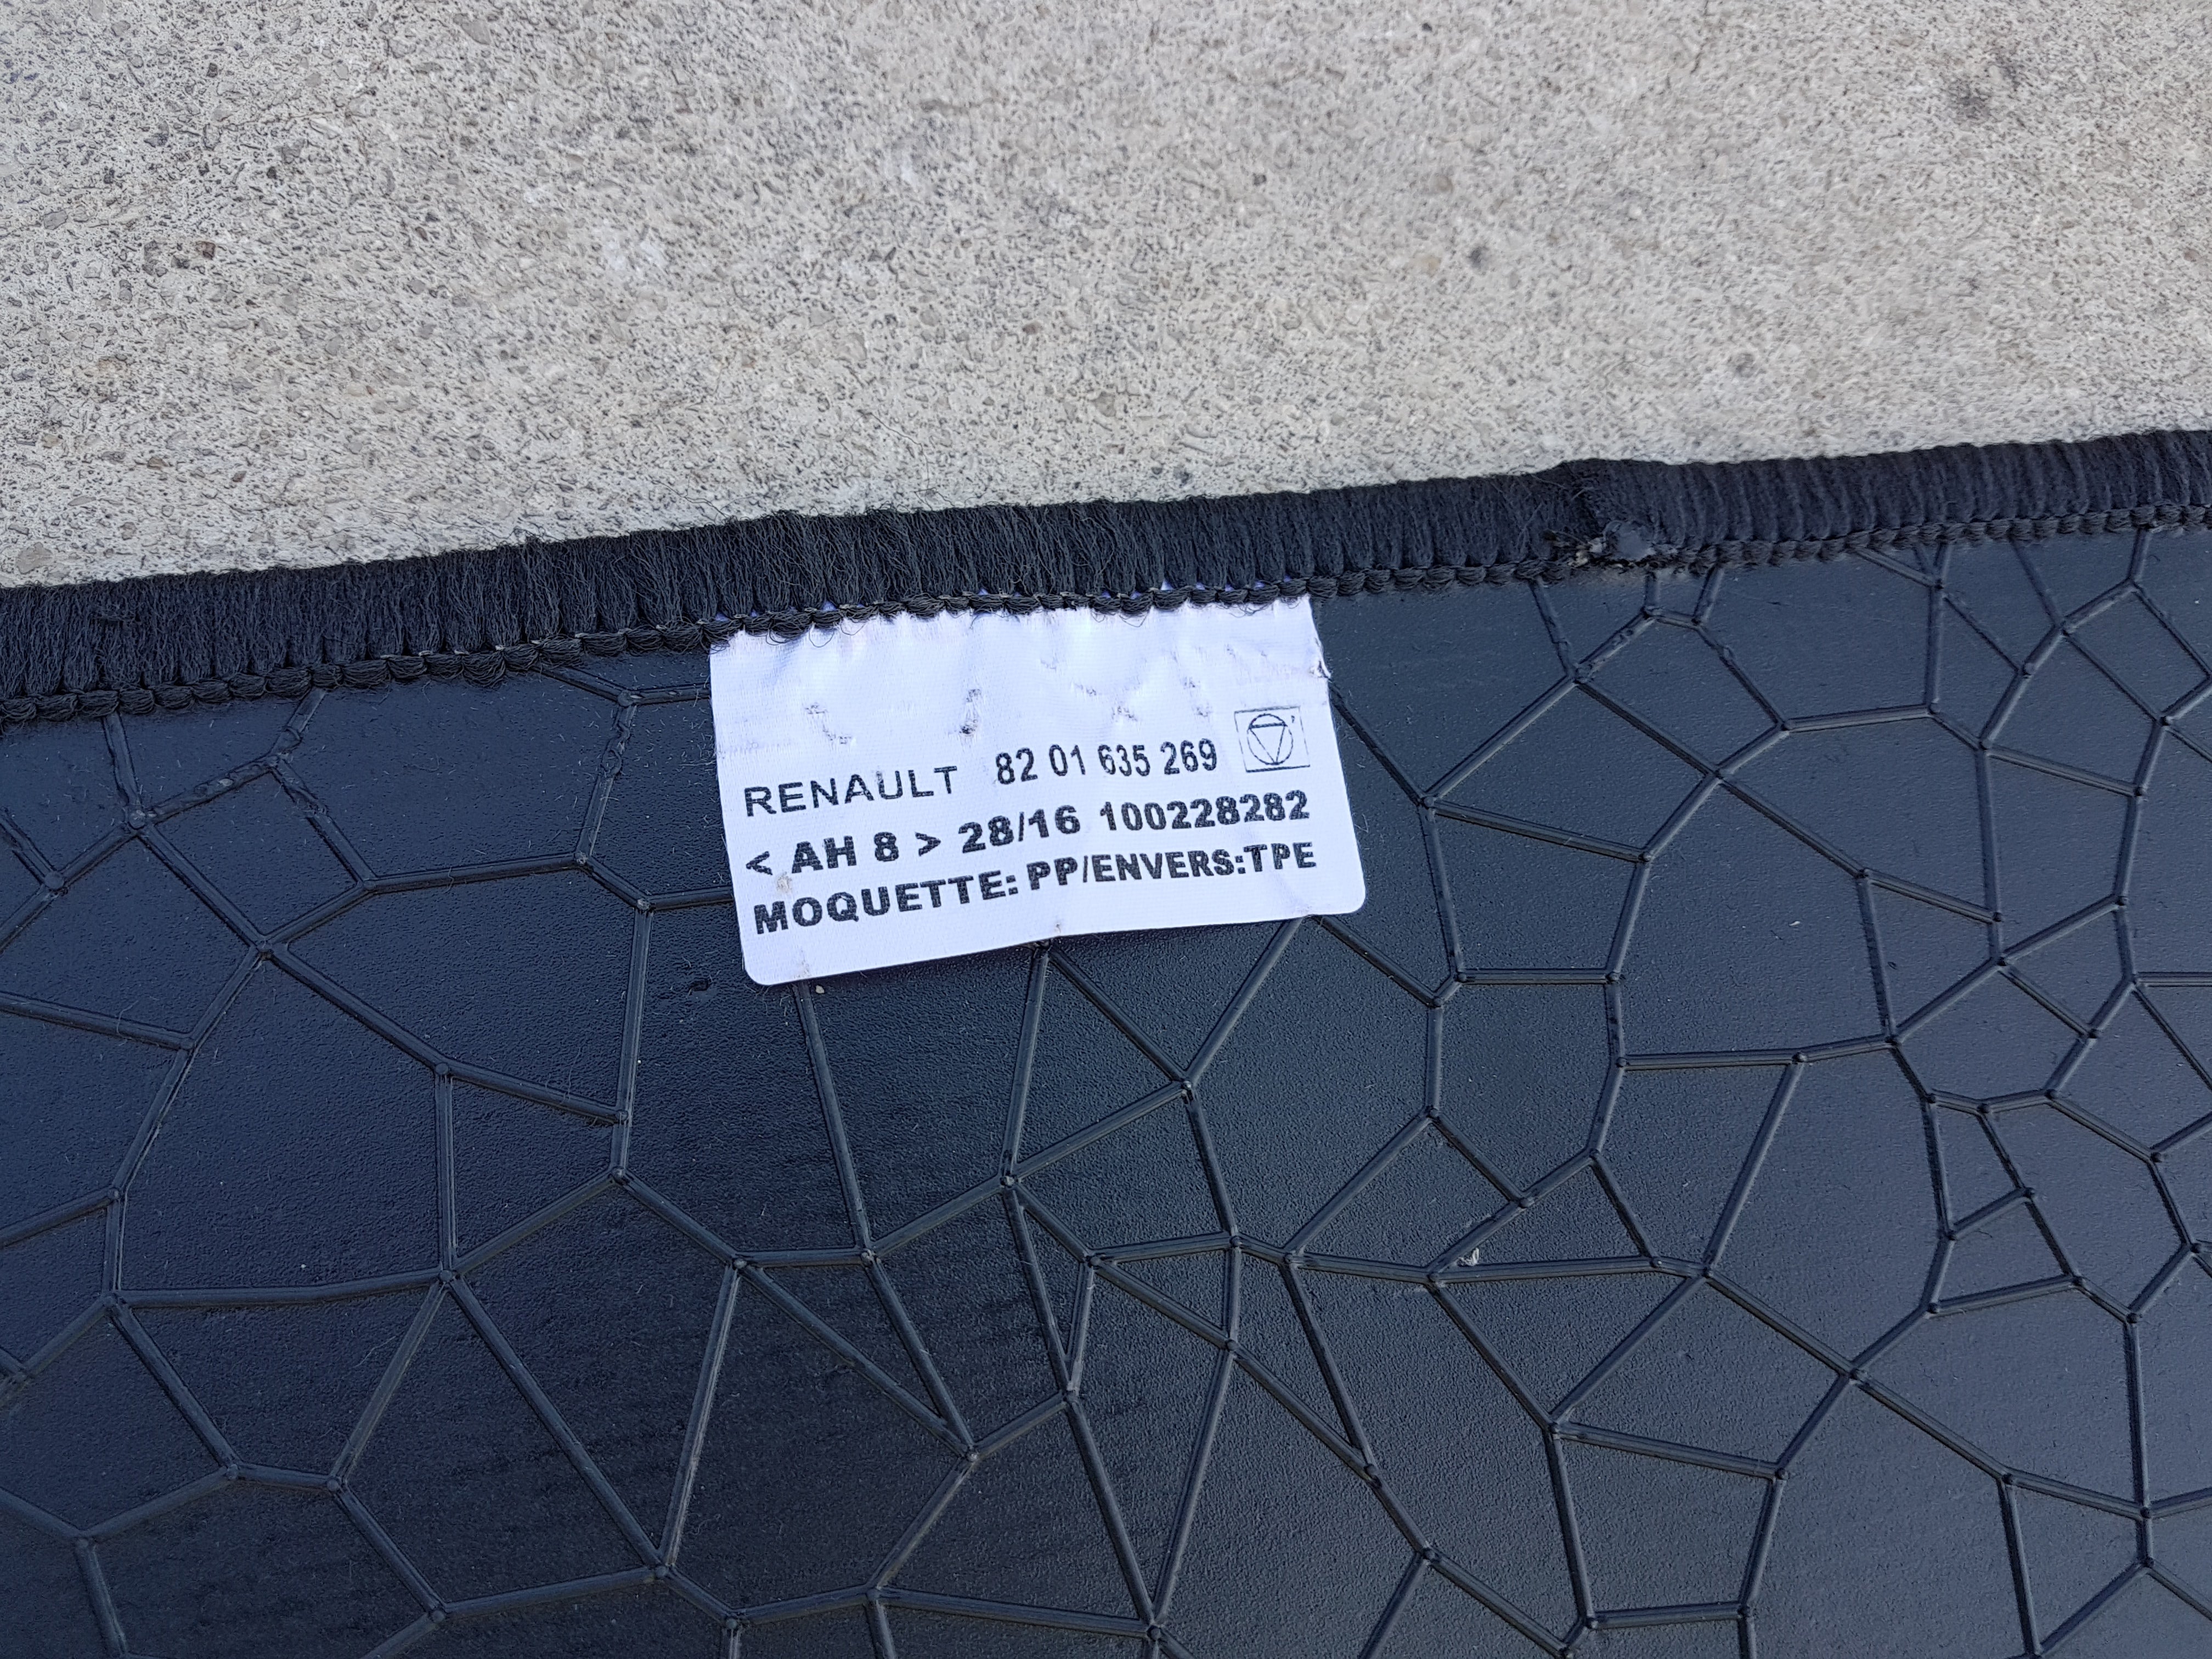 RENAULT 82 01 635 269
< AH 8 > 28/16 100228282
MOQUETTE: PP/ENVERS:TPE